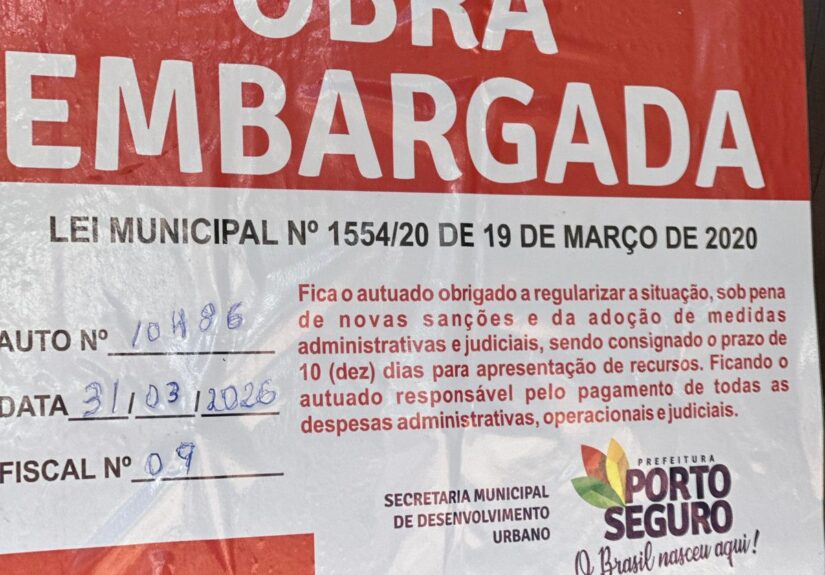 OBRA
EMBARGADA
LEI MUNICIPAL Nº 1554/20 DE 19 DE MARÇO DE 2020
AUTO Nº 10486
DATA 31/03/2026
FISCAL Nº 09
Fica o autuado obrigado a regularizar a situação, sob pena
de novas sanções e da adoção de medidas
administrativas e judiciais, sendo consignado o prazo de
10 (dez) dias para apresentação de recursos. Ficando o
autuado responsável pelo pagamento de todas as
despesas administrativas, operacionais e judiciais.
SECRETARIA MUNICIPAL
DE DESENVOLVIMENTO
URBANO
PREFEITURA
PORTO
SEGURO
O Brasil nasceu aqui!